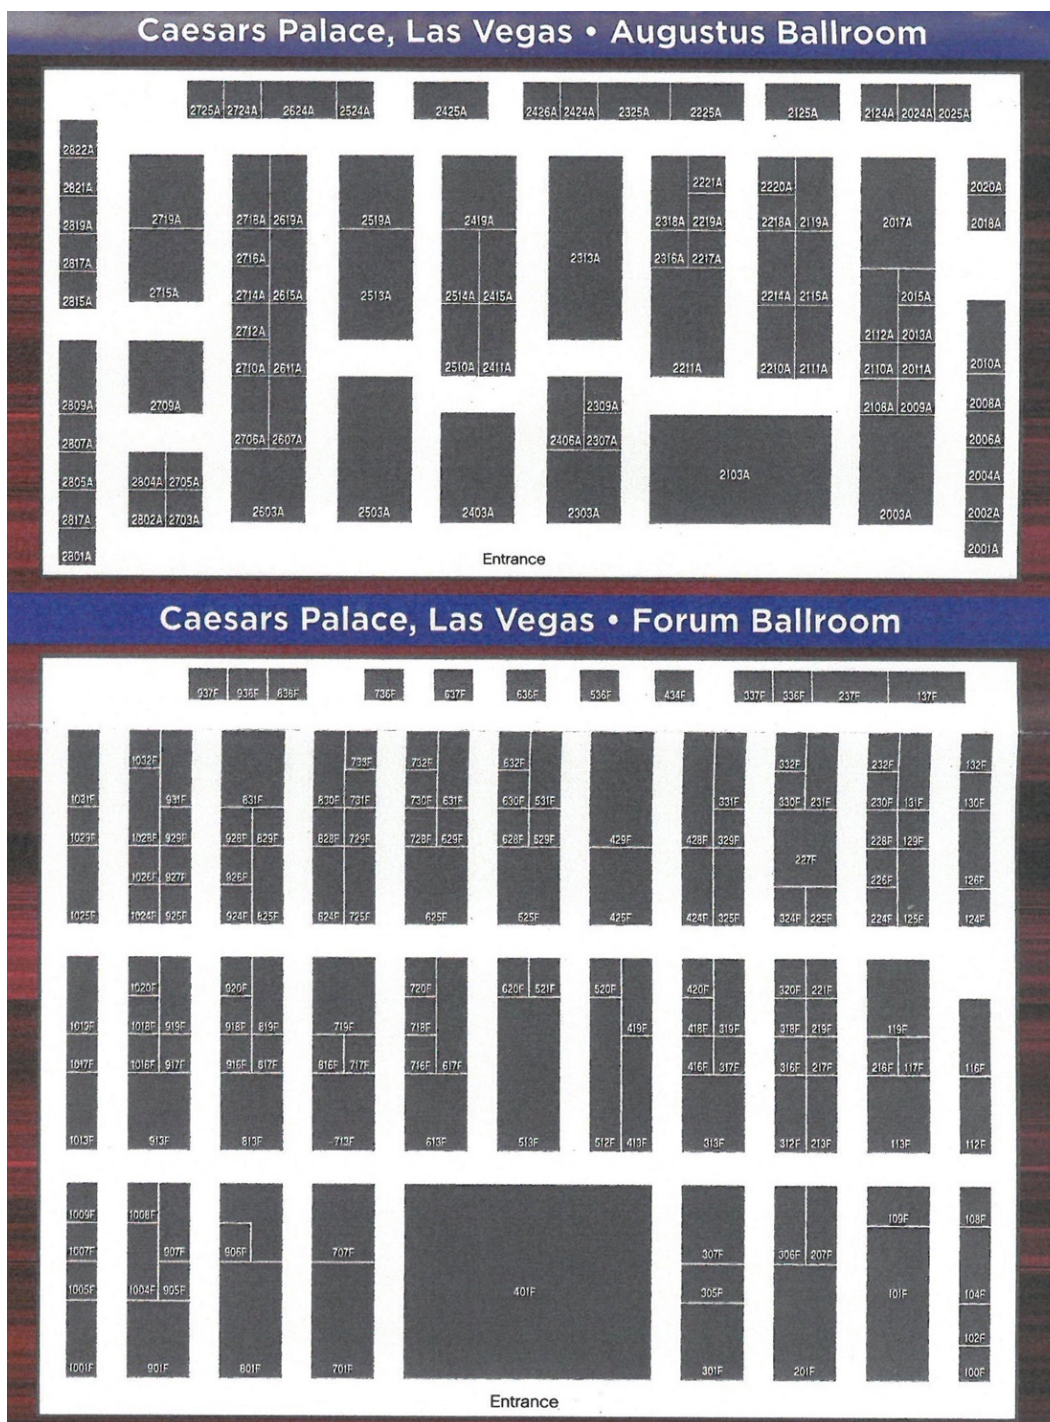 Caesars Palace, Las Vegas • Augustus Ballroom
2725A 2724A 2624A 2524A 2425A 2426A 2424A 2325A 2225A 2125A 2124A 2024A 2025A
2822A
2821A 2221A 2220A 2020A
2819A 2719A 2718A 2619A 2519A 2419A 2318A 2219A 2218A 2119A 2017A 2018A
2817A 2716A 2313A 2316A 2217A
2815A 2715A 2714A 2615A 2513A 2514A 2415A 2214A 2115A 2015A
2712A 2112A 2013A
2710A 2611A 2510A 2411A 2211A 2210A 2111A 2110A 2011A 2010A
2809A 2709A 2309A 2108A 2009A 2008A
2807A 2706A 2607A 2406A 2307A 2006A
2805A 2804A 2705A 2103A 2004A
2817A 2802A 2703A 2603A 2503A 2403A 2303A 2003A 2002A
2801A 2001A
Entrance
Caesars Palace, Las Vegas • Forum Ballroom
937F 936F 836F 736F 637F 636F 536F 434F 337F 336F 237F 137F
1032F 733F 732F 632F 332F 232F 132F
1031F 931F 831F 830F 731F 730F 631F 630F 531F 331F 330F 231F 230F 131F 130F
1029F 1028F 929F 928F 829F 828F 729F 728F 629F 628F 529F 429F 428F 329F 228F 129F
227F
1026F 927F 926F 226F 126F
1025F 1024F 925F 924F 825F 824F 725F 625F 525F 425F 424F 325F 324F 225F 224F 125F 124F
1020F 920F 720F 620F 521F 520F 420F 320F 221F
1019F 1018F 919F 918F 819F 719F 718F 419F 418F 319F 318F 219F 119F
1017F 1016F 917F 916F 817F 816F 717F 716F 617F 416F 317F 316F 217F 216F 117F 116F
1013F 913F 813F 713F 613F 513F 512F 413F 313F 312F 213F 113F 112F
1009F 1008F 109F 108F
1007F 907F 906F 707F 307F 306F 207F
1005F 1004F 905F 401F 305F 101F 104F
102F
1001F 901F 801F 701F 301F 201F 100F
Entrance